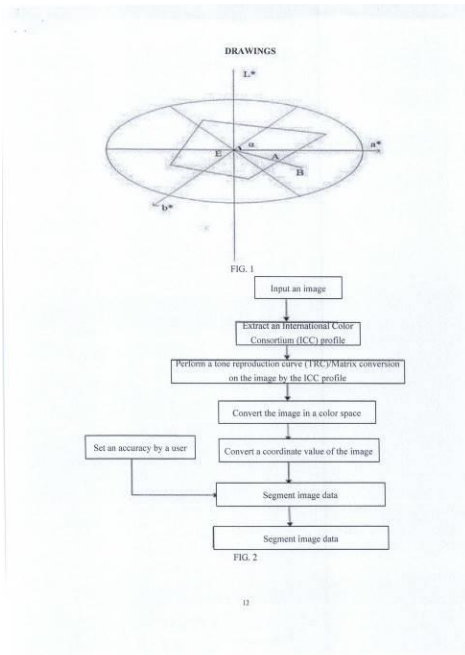 DRAWINGS
L*
α
a*
E
A
B
b*
FIG. 1
Input an image
Extract an International Color
Consortium (ICC) profile
Perform a tone reproduction curve (TRC)/Matrix conversion
on the image by the ICC profile
Convert the image in a color space
Set an accuracy by a user
Convert a coordinate value of the image
Segment image data
Segment image data
FIG. 2
12